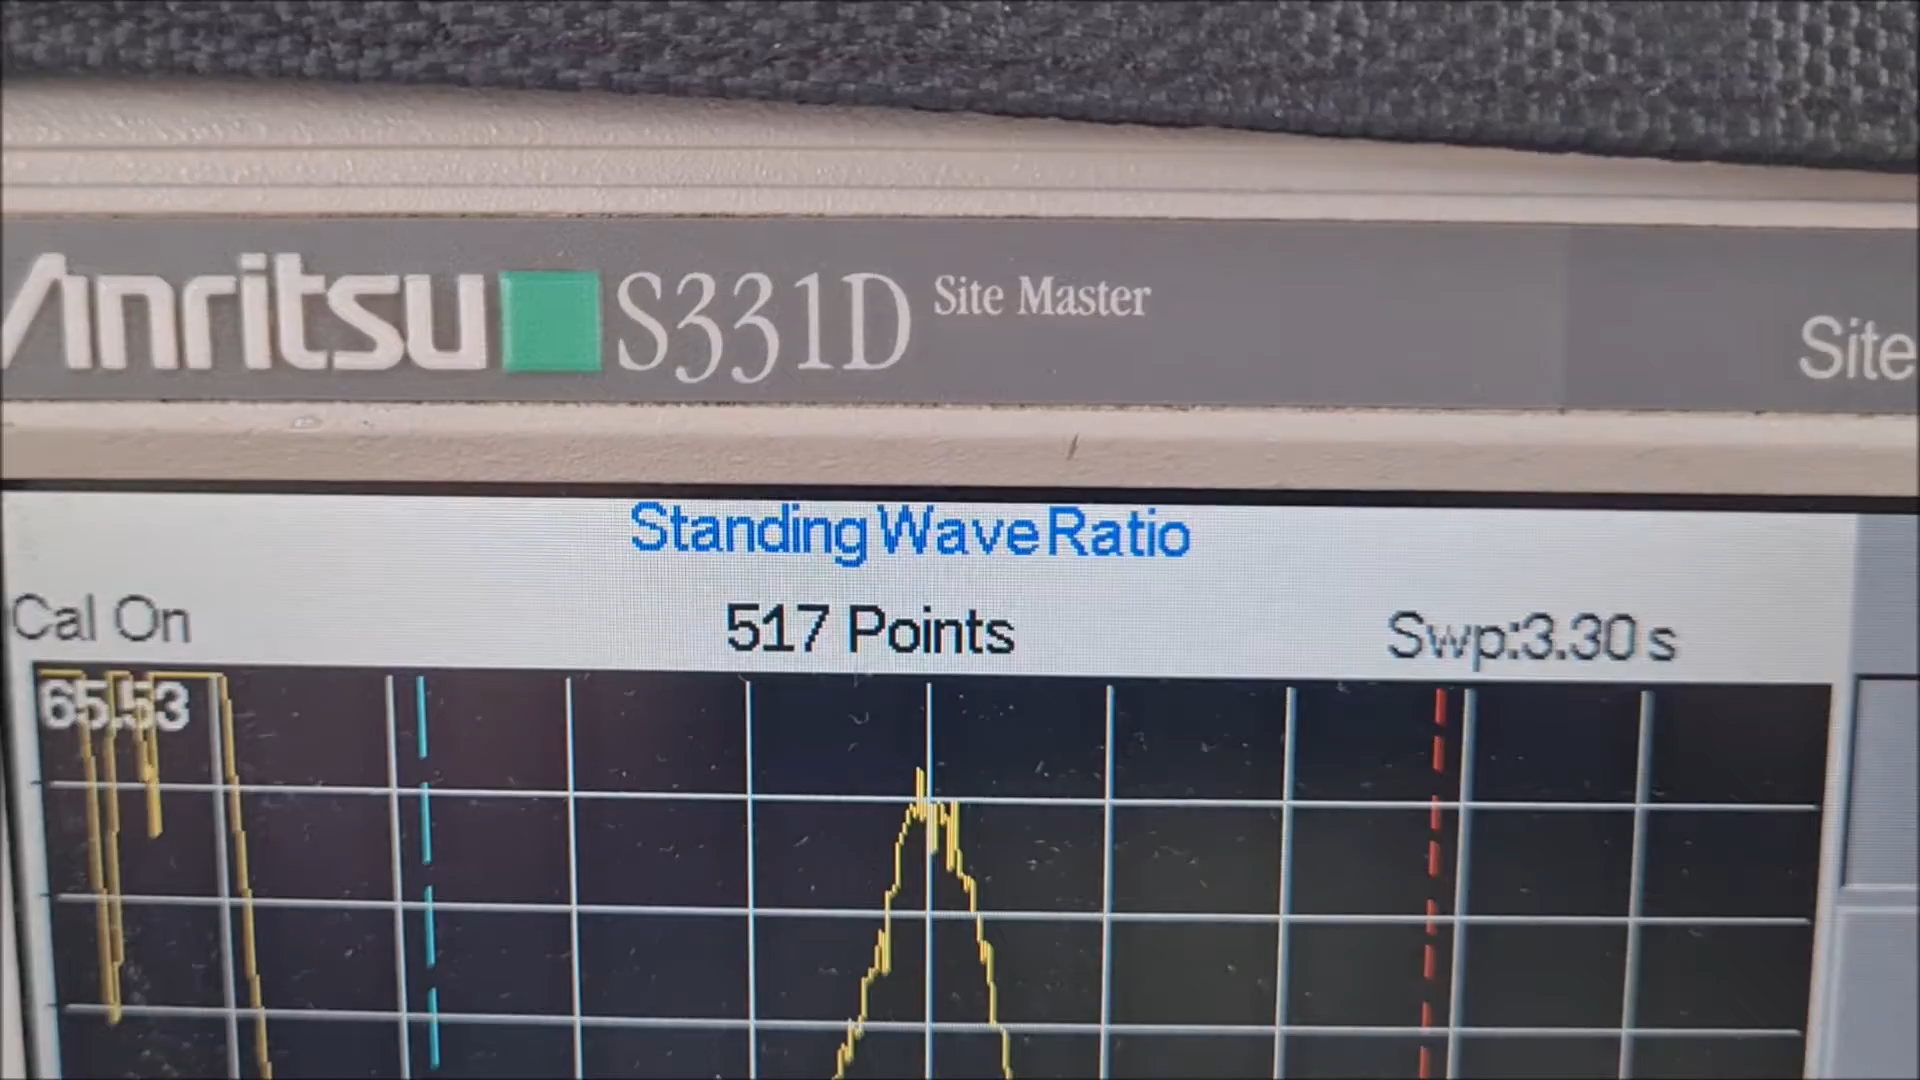 Anritsu S331D Site Master
Site
Standing Wave Ratio
Cal On
517 Points
Swp:3.30 s
65.53